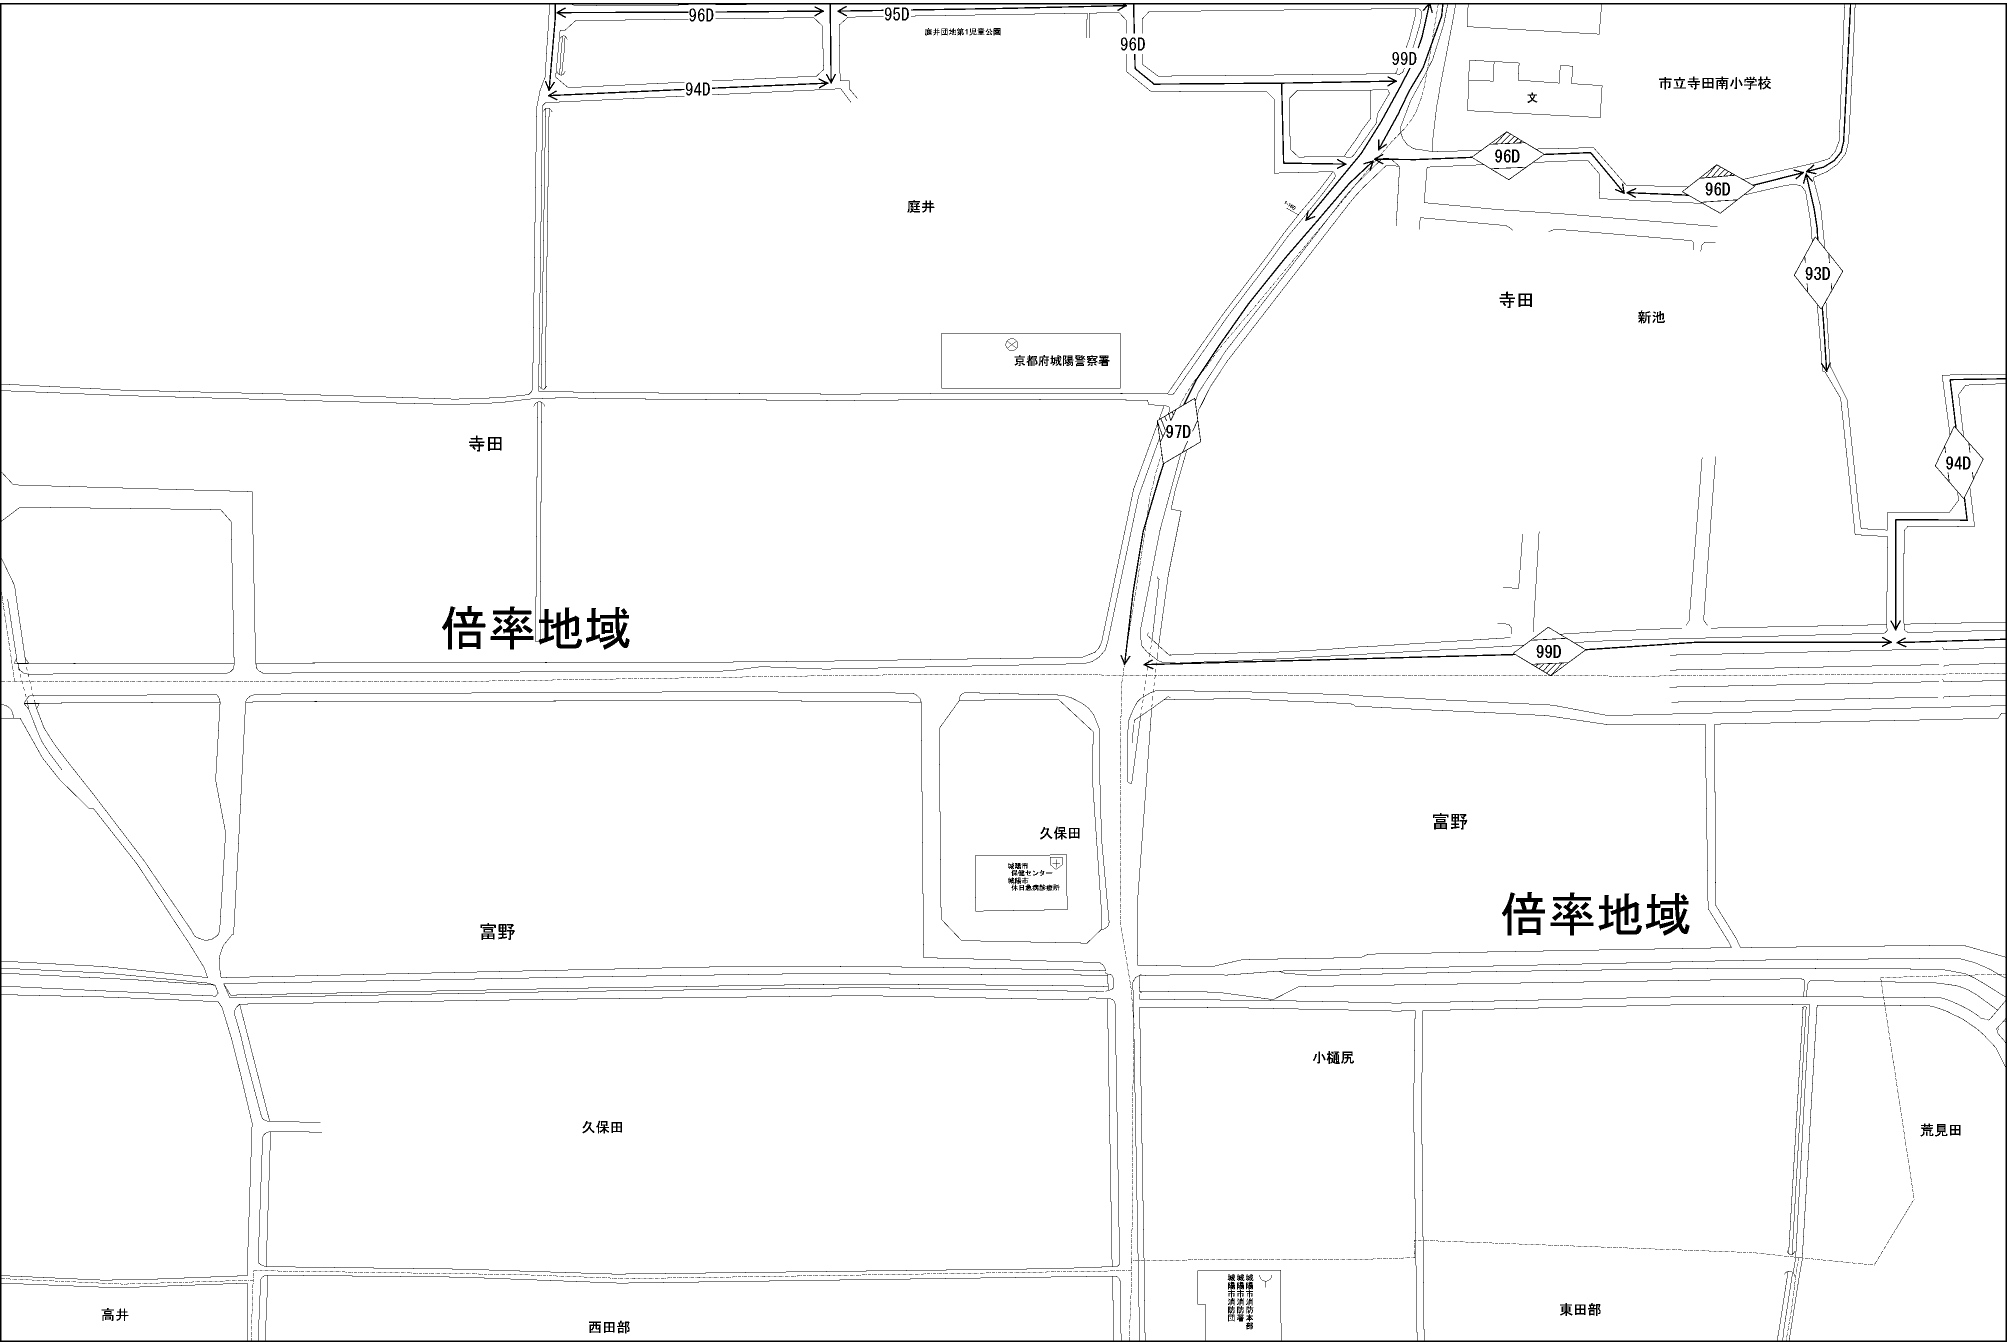 96D
95D
庭井団地第1児童公園
96D
99D
94D
市立寺田南小学校
文
96D
96D
庭井
93D
寺田
新池
京都府城陽警察署
97D
寺田
94D
倍率地域
99D
富野
久保田
城陽市
保健センター
城陽市
休日急病診療所
倍率地域
富野
小樋尻
久保田
荒見田
城陽市消防本部
城陽市消防署
城陽市消防団
高井
東田部
西田部